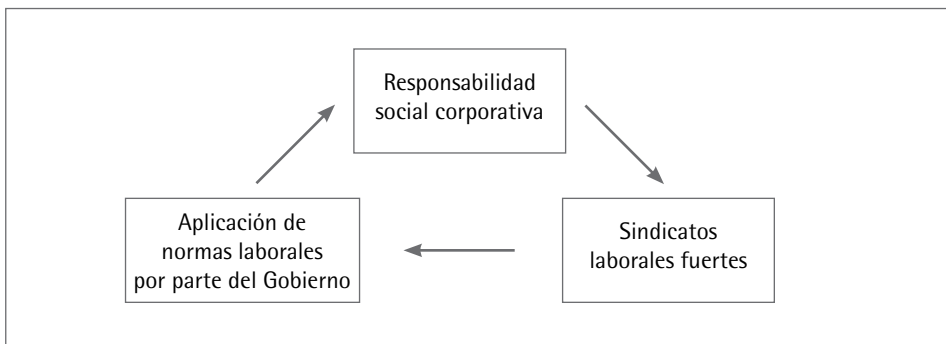 Responsabilidad
social corporativa
Aplicación de
normas laborales
por parte del Gobierno
Sindicatos
laborales fuertes